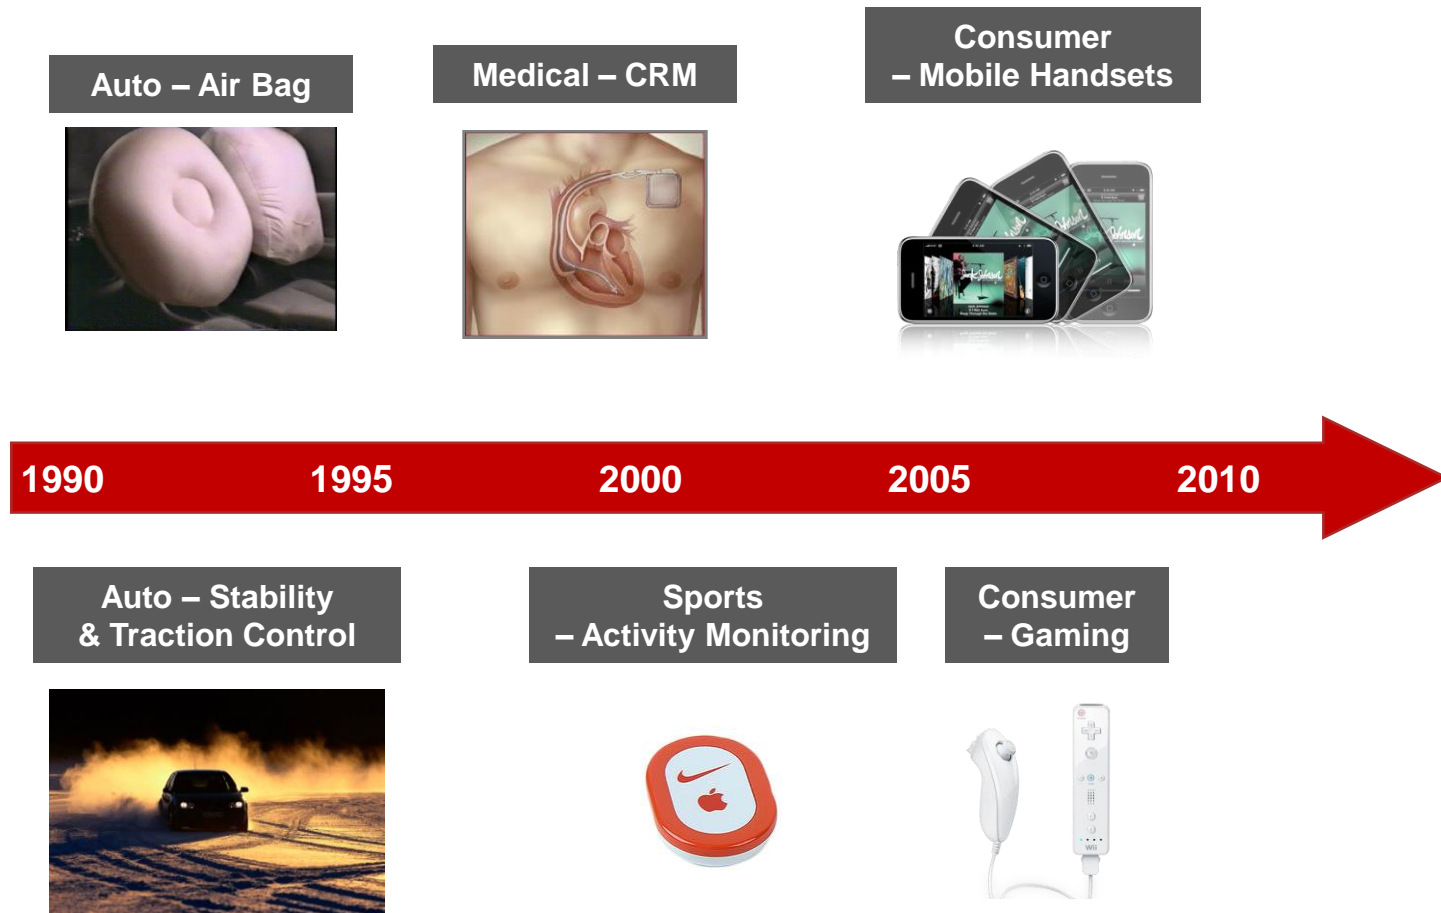 Auto – Air Bag
Medical – CRM
Consumer
– Mobile Handsets
1990
1995
2000
2005
2010
Auto – Stability
& Traction Control
Sports
– Activity Monitoring
Consumer
– Gaming
Wii